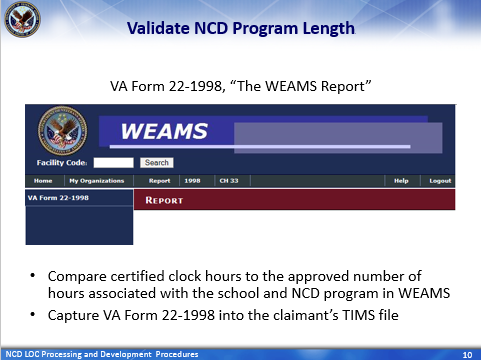 Validate NCD Program Length
VA Form 22-1998, “The WEAMS Report”
WEAMS
Facility Code: Search
Home My Organizations Report 1998 CH 33 Help Logout
VA Form 22-1998 REPORT
• Compare certified clock hours to the approved number of
hours associated with the school and NCD program in WEAMS
• Capture VA Form 22-1998 into the claimant’s TIMS file
NCD LOC Processing and Development Procedures 10